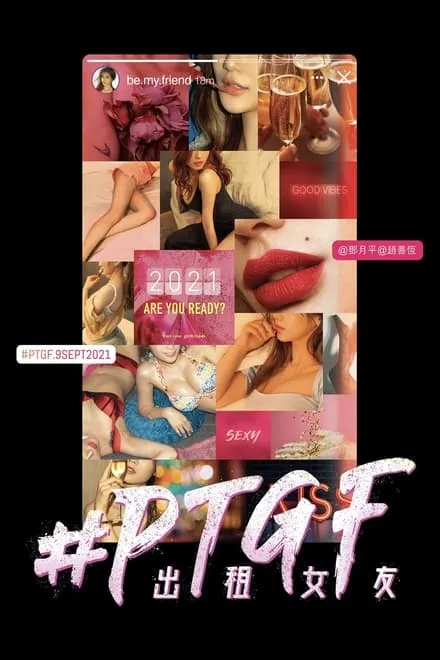 be.my.friend 18m
GOOD VIBES
@鄧月平@趙善恆
2021
ARE YOU READY?
#PTGF.9SEPT2021
SEXY
#PTGF
出租女友